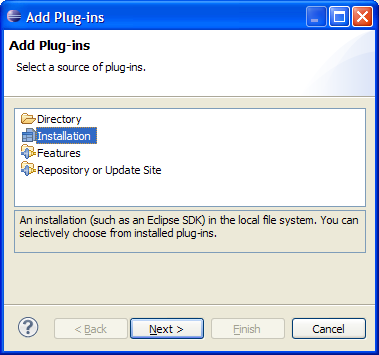 Add Plug-ins
Add Plug-ins
Select a source of plug-ins.
Directory
Installation
Features
Repository or Update Site
An installation (such as an Eclipse SDK) in the local file system. You can
selectively choose from installed plug-ins.
? < Back Next > Finish Cancel